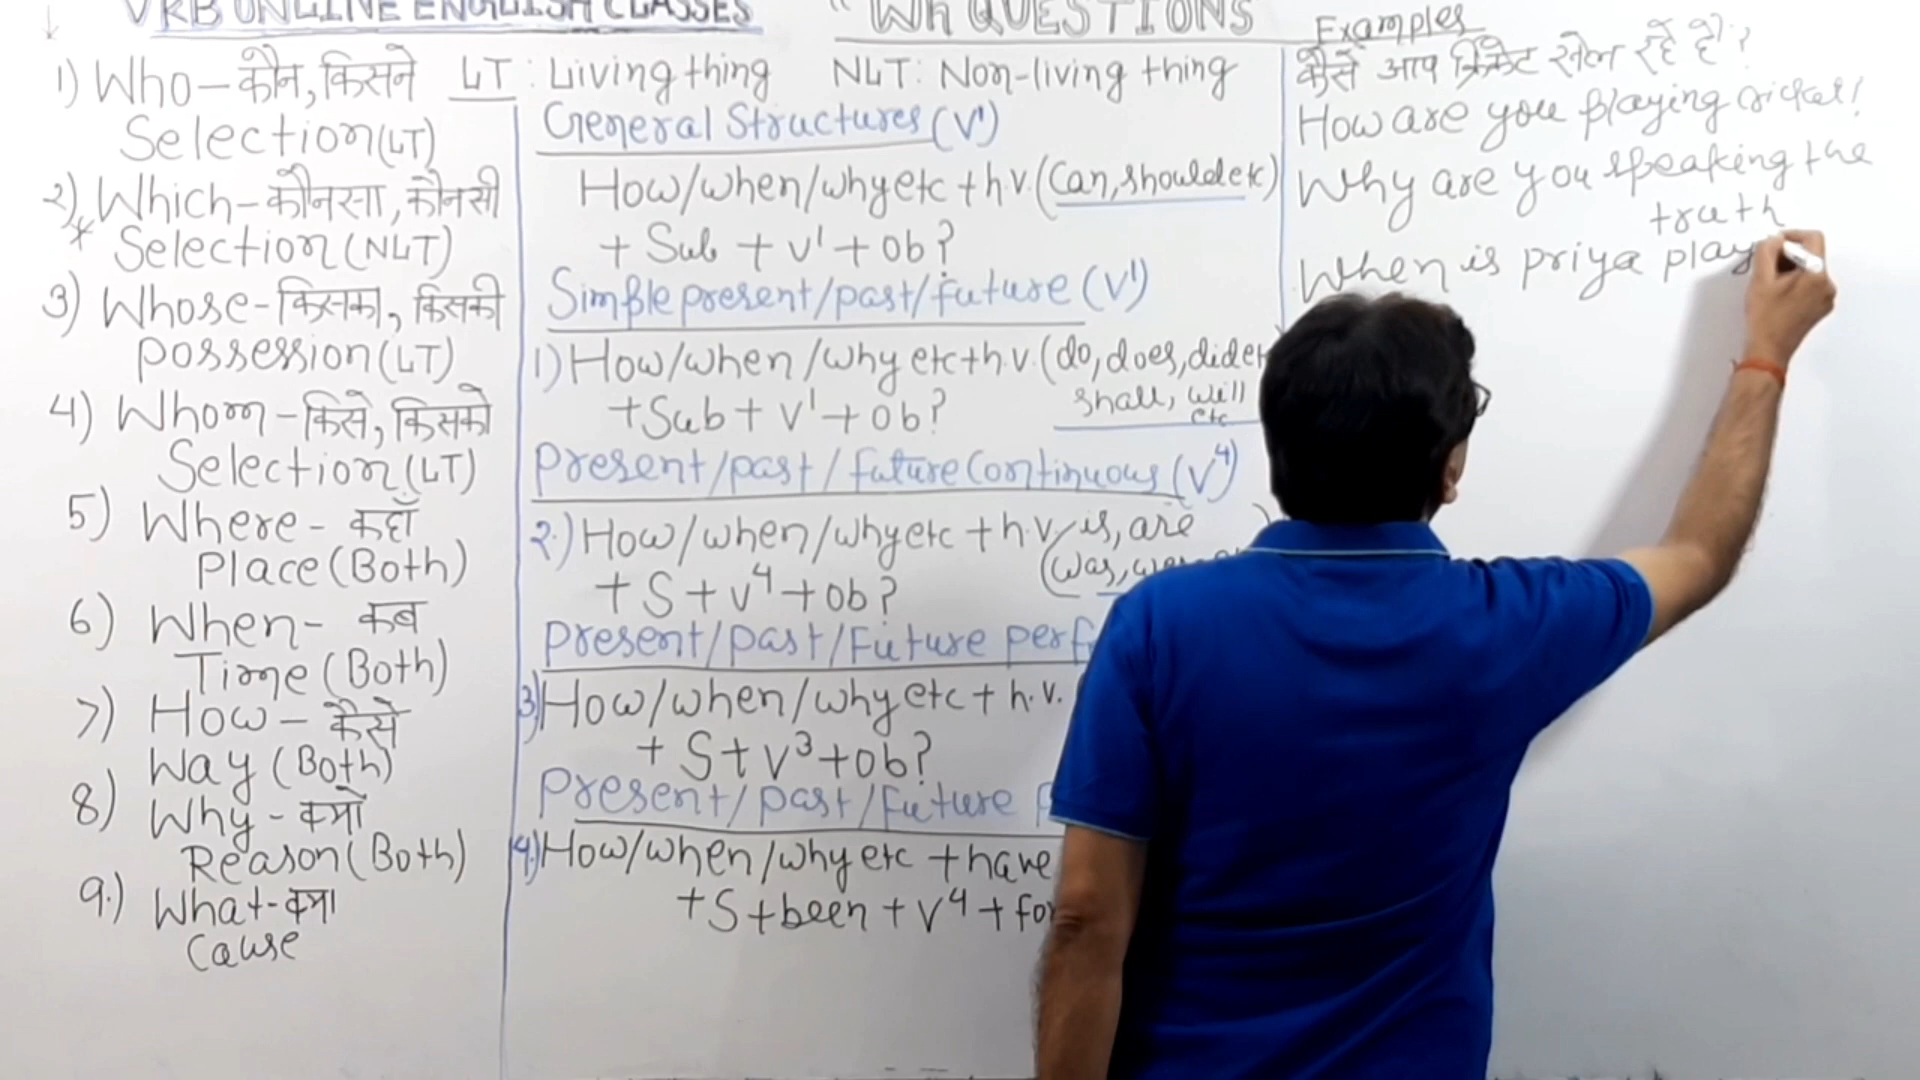 VRB ONLINE ENGLISH CLASSES
" Wh QUESTIONS
LT : Living thing NLT: Non-living thing
1) Who - कौन, किसने
Selection (LT)
2) Which - कौनसा, कौनसी
* Selection (NLT)
3) Whose - किसका, किसकी
Possession (LT)
4) Whom - किसे, किसको
Selection (LT)
5) Where - कहाँ
Place (Both)
6) When - कब
Time (Both)
7) How - कैसे
Way (Both)
8) Why - क्यों
Reason (Both)
9.) What - क्या
Cause
General Structures (V¹)
How/when/why etc + h.v. (Can, should etc)
+ Sub + v¹ + ob?
Simple present/past/future (V¹)
1) How/when/why etc + h.v. (do, does, did etc
shall, will
etc
+ Sub + v¹ + ob?
Present/past/future Continuous (V⁴)
2.) How/when/why etc + h.v. is, are
(was,
+ S + v⁴ + ob?
Present/Past/Future
3) How/when/why etc + h.v.
+ S + v³ + ob?
Present/past/future
4.) How/when/why etc + have
+ S + been + v⁴ + for
Examples
कैसे आप क्रिकेट खेल रहे हो?
How are you playing cricket?
Why are you speaking the
truth
When is priya play